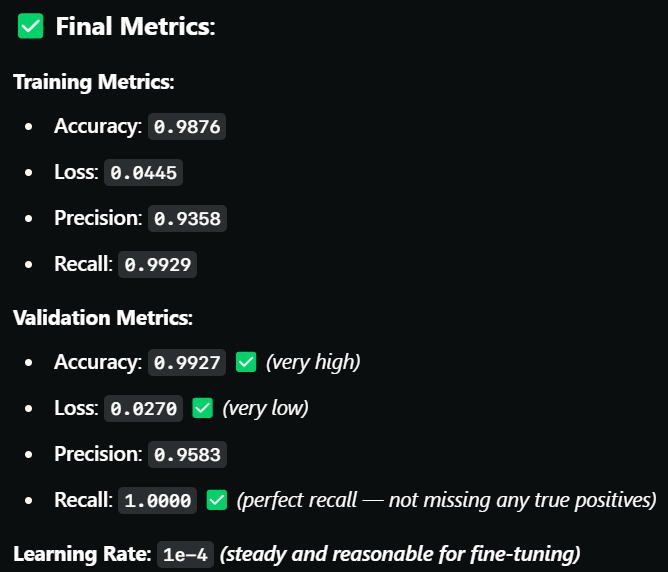 ✅ Final Metrics:
Training Metrics:
• Accuracy: 0.9876
• Loss: 0.0445
• Precision: 0.9358
• Recall: 0.9929
Validation Metrics:
• Accuracy: 0.9927 ✅ (very high)
• Loss: 0.0270 ✅ (very low)
• Precision: 0.9583
• Recall: 1.0000 ✅ (perfect recall — not missing any true positives)
Learning Rate: 1e-4 (steady and reasonable for fine-tuning)